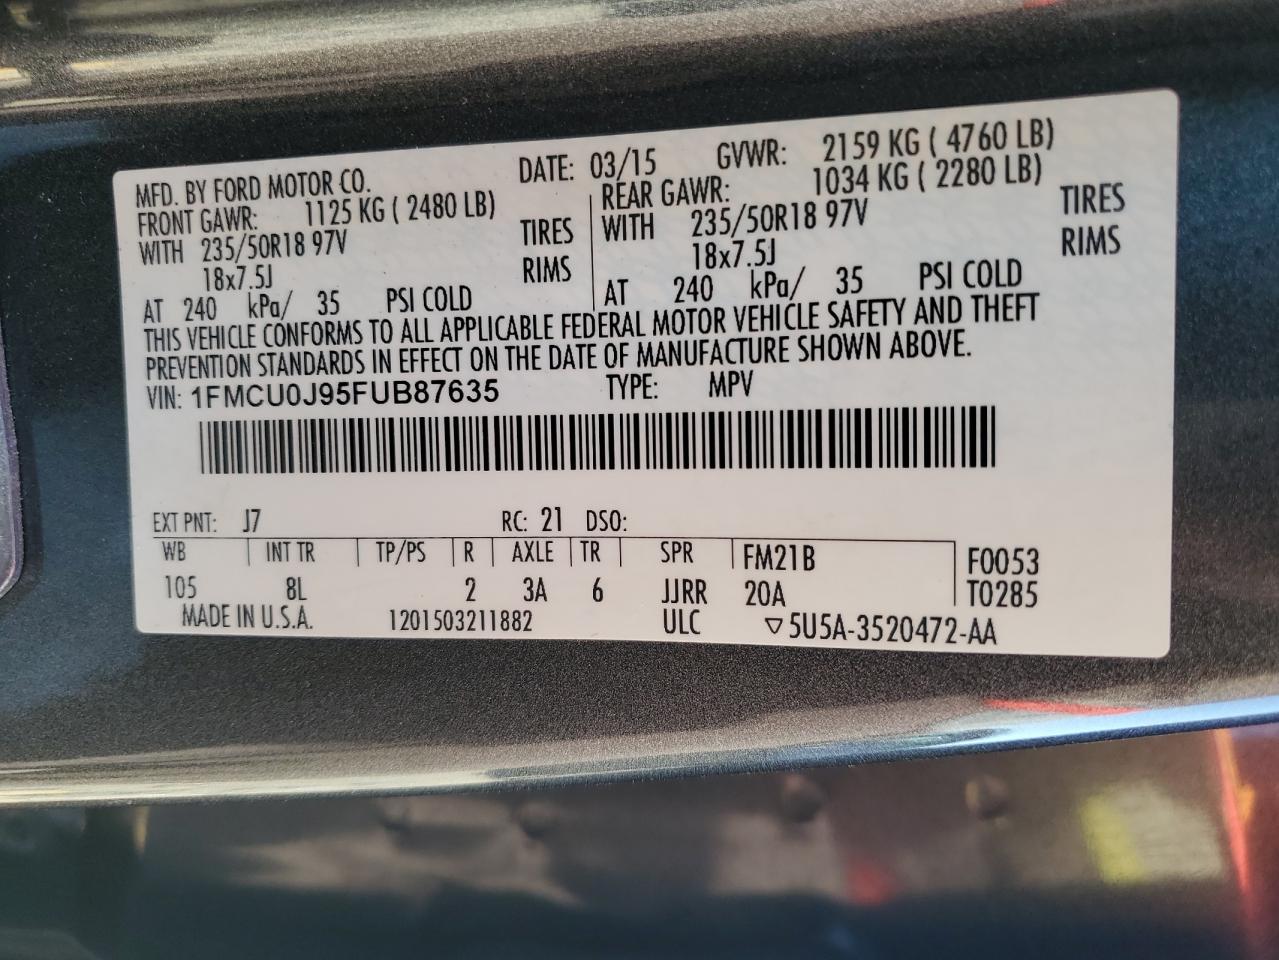 MFD. BY FORD MOTOR CO. DATE: 03/15 GVWR: 2159 KG ( 4760 LB)
FRONT GAWR: 1125 KG ( 2480 LB) REAR GAWR: 1034 KG ( 2280 LB)
WITH 235/50R18 97V TIRES WITH 235/50R18 97V TIRES
18x7.5J RIMS 18x7.5J RIMS
AT 240 kPa/ 35 PSI COLD AT 240 kPa/ 35 PSI COLD
THIS VEHICLE CONFORMS TO ALL APPLICABLE FEDERAL MOTOR VEHICLE SAFETY AND THEFT
PREVENTION STANDARDS IN EFFECT ON THE DATE OF MANUFACTURE SHOWN ABOVE.
VIN: 1FMCU0J95FUB87635 TYPE: MPV
EXT PNT: J7 RC: 21 DSO:
WB INT TR TP/PS R AXLE TR SPR FM21B F0053
105 8L 2 3A 6 JJRR 20A T0285
MADE IN U.S.A. 1201503211882 ULC ▽5U5A-3520472-AA